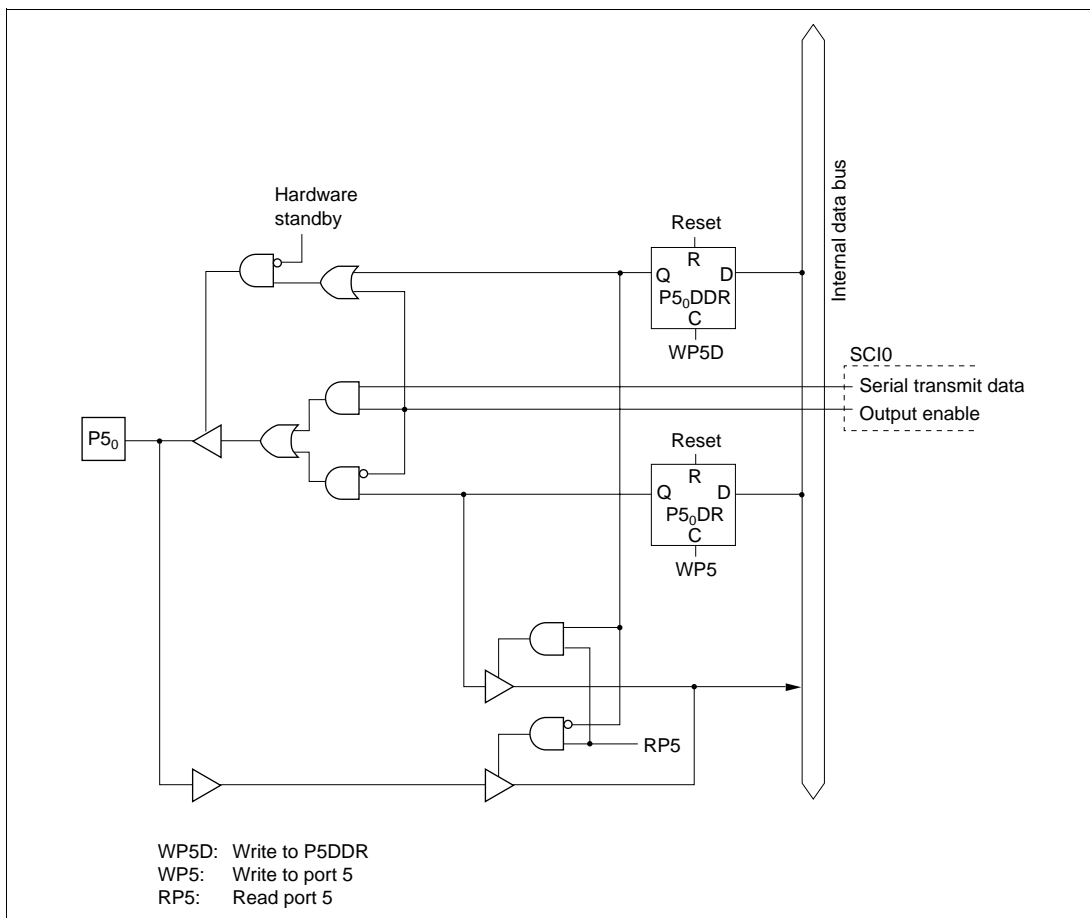 Hardware
standby
Reset
R
Q D
P5₀DDR
C
WP5D
Internal data bus
SCI0
Serial transmit data
Output enable
P5₀
Reset
R
Q D
P5₀DR
C
WP5
RP5
WP5D: Write to P5DDR
WP5: Write to port 5
RP5: Read port 5